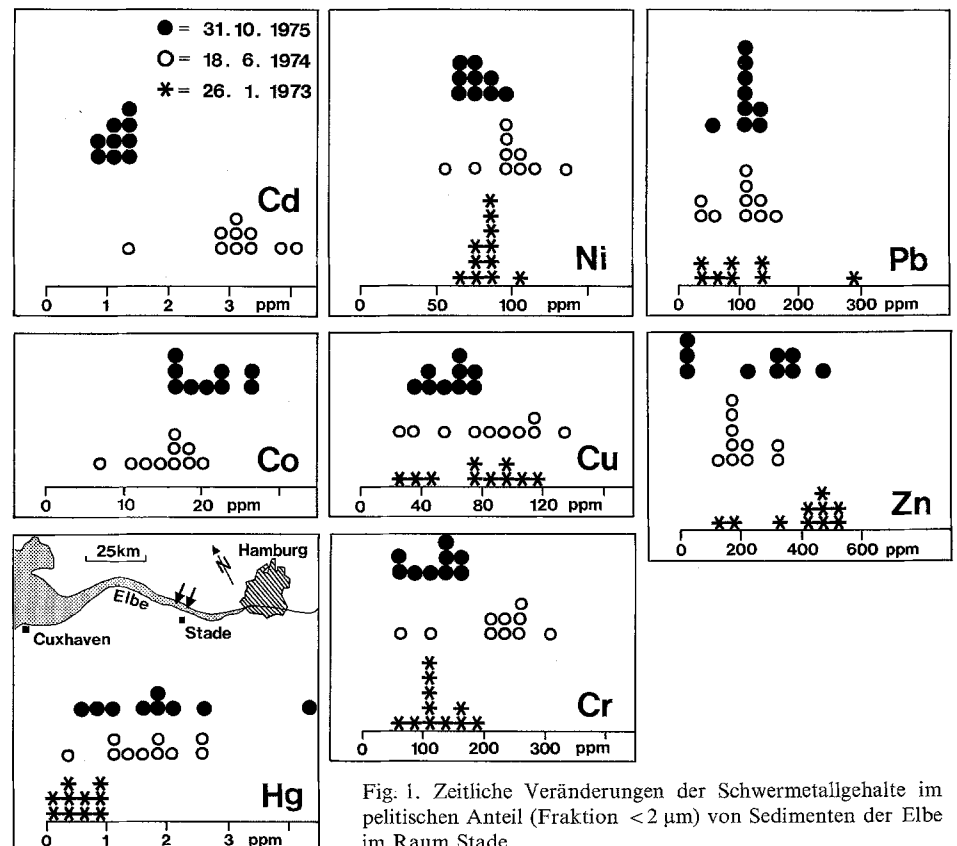 ● = 31. 10. 1975
○ = 18. 6. 1974
* = 26. 1. 1973
Cd
0 1 2 3 ppm
Ni
0 50 100 ppm
Pb
0 100 200 300 ppm
Co
0 10 20 ppm
Cu
0 40 80 120 ppm
Zn
0 200 400 600 ppm
25km
N
Hamburg
Elbe
Cuxhaven
Stade
Hg
0 1 2 3 ppm
Cr
0 100 200 300 ppm
Fig. 1. Zeitliche Veränderungen der Schwermetallgehalte im
pelitischen Anteil (Fraktion < 2 µm) von Sedimenten der Elbe
im Raum Stade